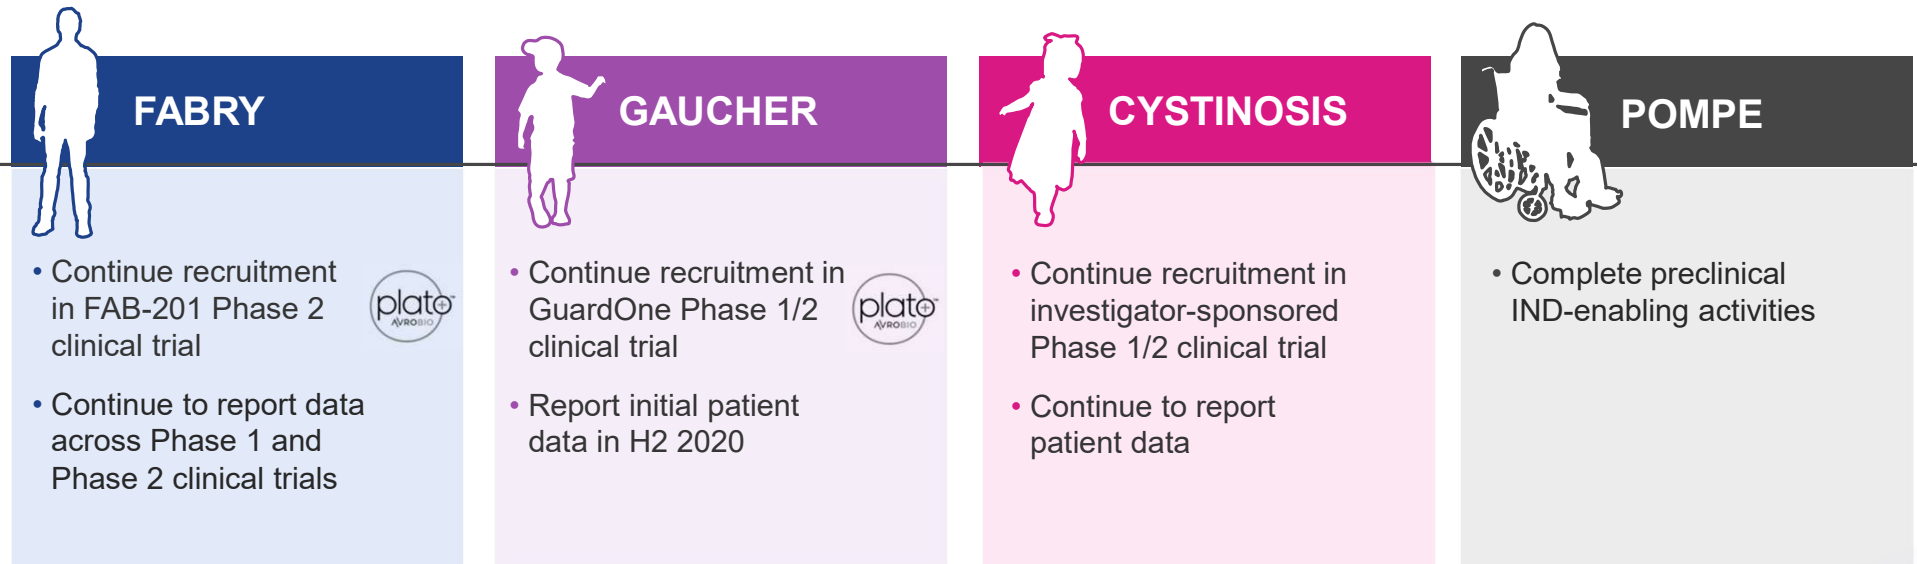 FABRY
• Continue recruitment
in FAB-201 Phase 2
clinical trial
plato™
AVROBIO
• Continue to report data
across Phase 1 and
Phase 2 clinical trials
GAUCHER
• Continue recruitment in
GuardOne Phase 1/2
clinical trial
plato™
AVROBIO
• Report initial patient
data in H2 2020
CYSTINOSIS
• Continue recruitment in
investigator-sponsored
Phase 1/2 clinical trial
• Continue to report
patient data
POMPE
• Complete preclinical
IND-enabling activities